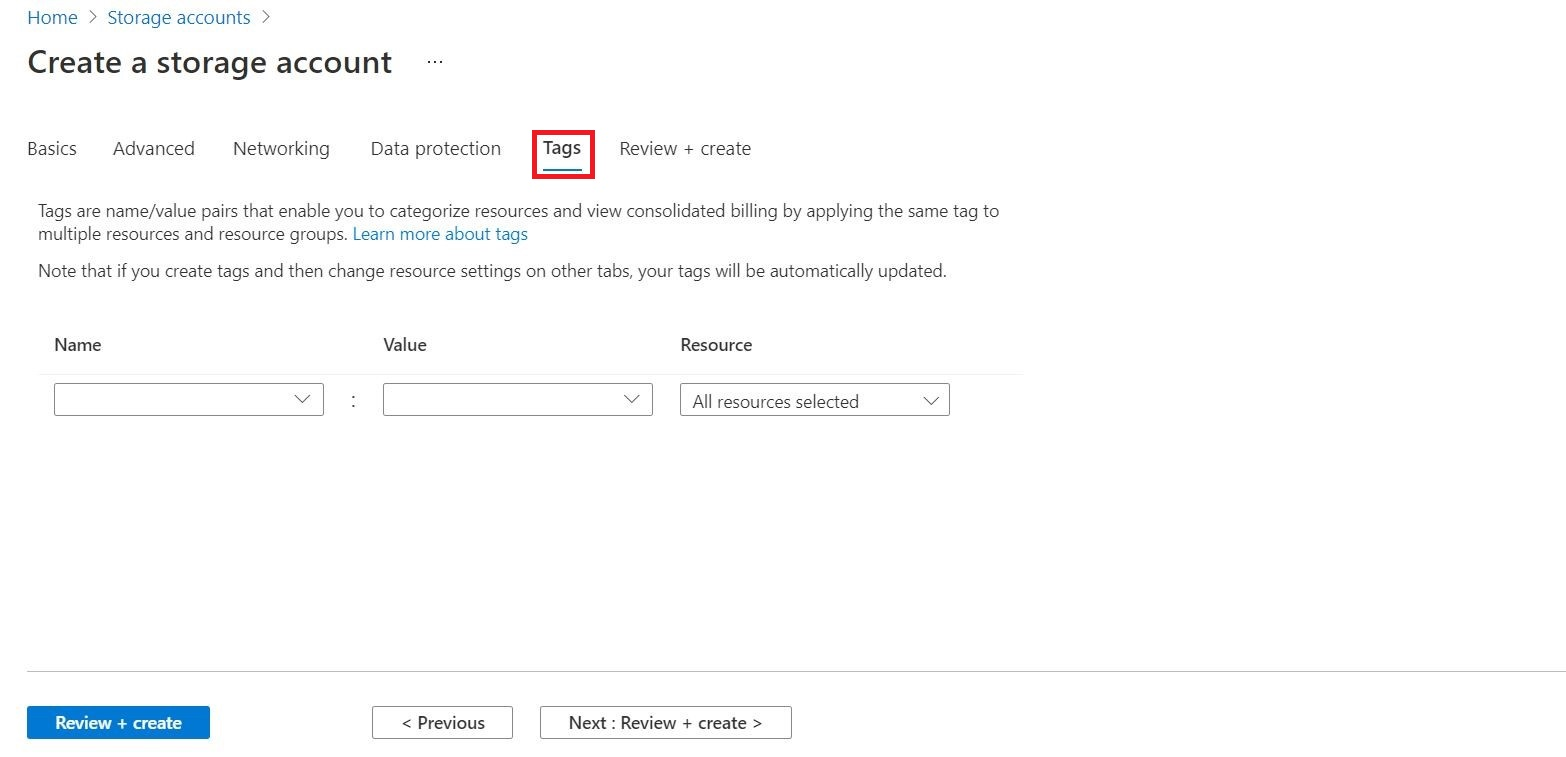 Home > Storage accounts >
Create a storage account ...
Basics Advanced Networking Data protection Tags Review + create
Tags are name/value pairs that enable you to categorize resources and view consolidated billing by applying the same tag to
multiple resources and resource groups. Learn more about tags
Note that if you create tags and then change resource settings on other tabs, your tags will be automatically updated.
Name Value Resource
: All resources selected
Review + create < Previous Next : Review + create >